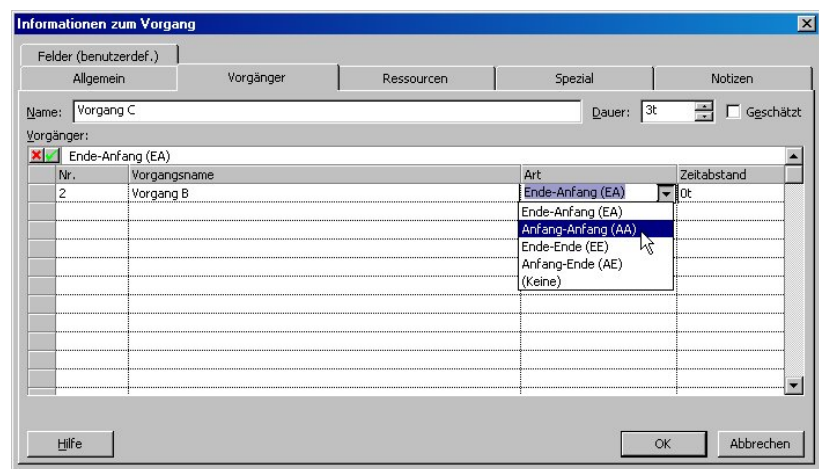 Informationen zum Vorgang
Felder (benutzerdef.)
Allgemein Vorgänger Ressourcen Spezial Notizen
Name: Vorgang C Dauer: 3t Geschätzt
Vorgänger:
Ende-Anfang (EA)
Nr. Vorgangsname Art Zeitabstand
2 Vorgang B Ende-Anfang (EA) 0t
Ende-Anfang (EA)
Anfang-Anfang (AA)
Ende-Ende (EE)
Anfang-Ende (AE)
(Keine)
Hilfe OK Abbrechen